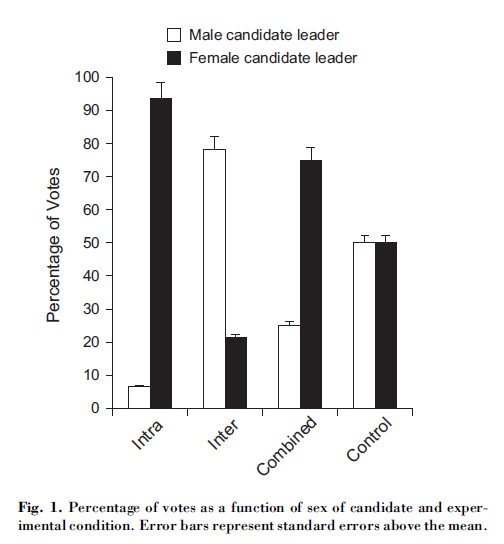 Male candidate leader
Female candidate leader
100
90
80
70
60
50
40
30
20
10
0
Percentage of Votes
Intra
Inter
Combined
Control
Fig. 1. Percentage of votes as a function of sex of candidate and exper-
imental condition. Error bars represent standard errors above the mean.